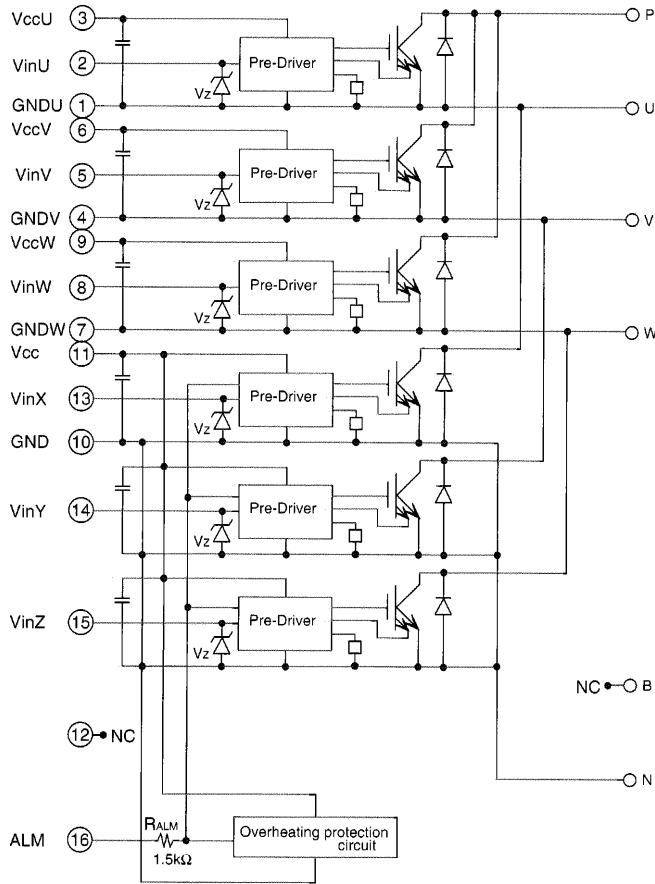 VccU 3 P
VinU 2 Pre-Driver
Vz
GNDU 1 U
VccV 6
VinV 5 Pre-Driver
Vz
GNDV 4 V
VccW 9
VinW 8 Pre-Driver
Vz
GNDW 7 W
Vcc 11
VinX 13 Pre-Driver
Vz
GND 10
VinY 14 Pre-Driver
Vz
VinZ 15 Pre-Driver
Vz
NC B
12 NC
N
ALM 16 RALM 1.5kΩ
Overheating protection
circuit